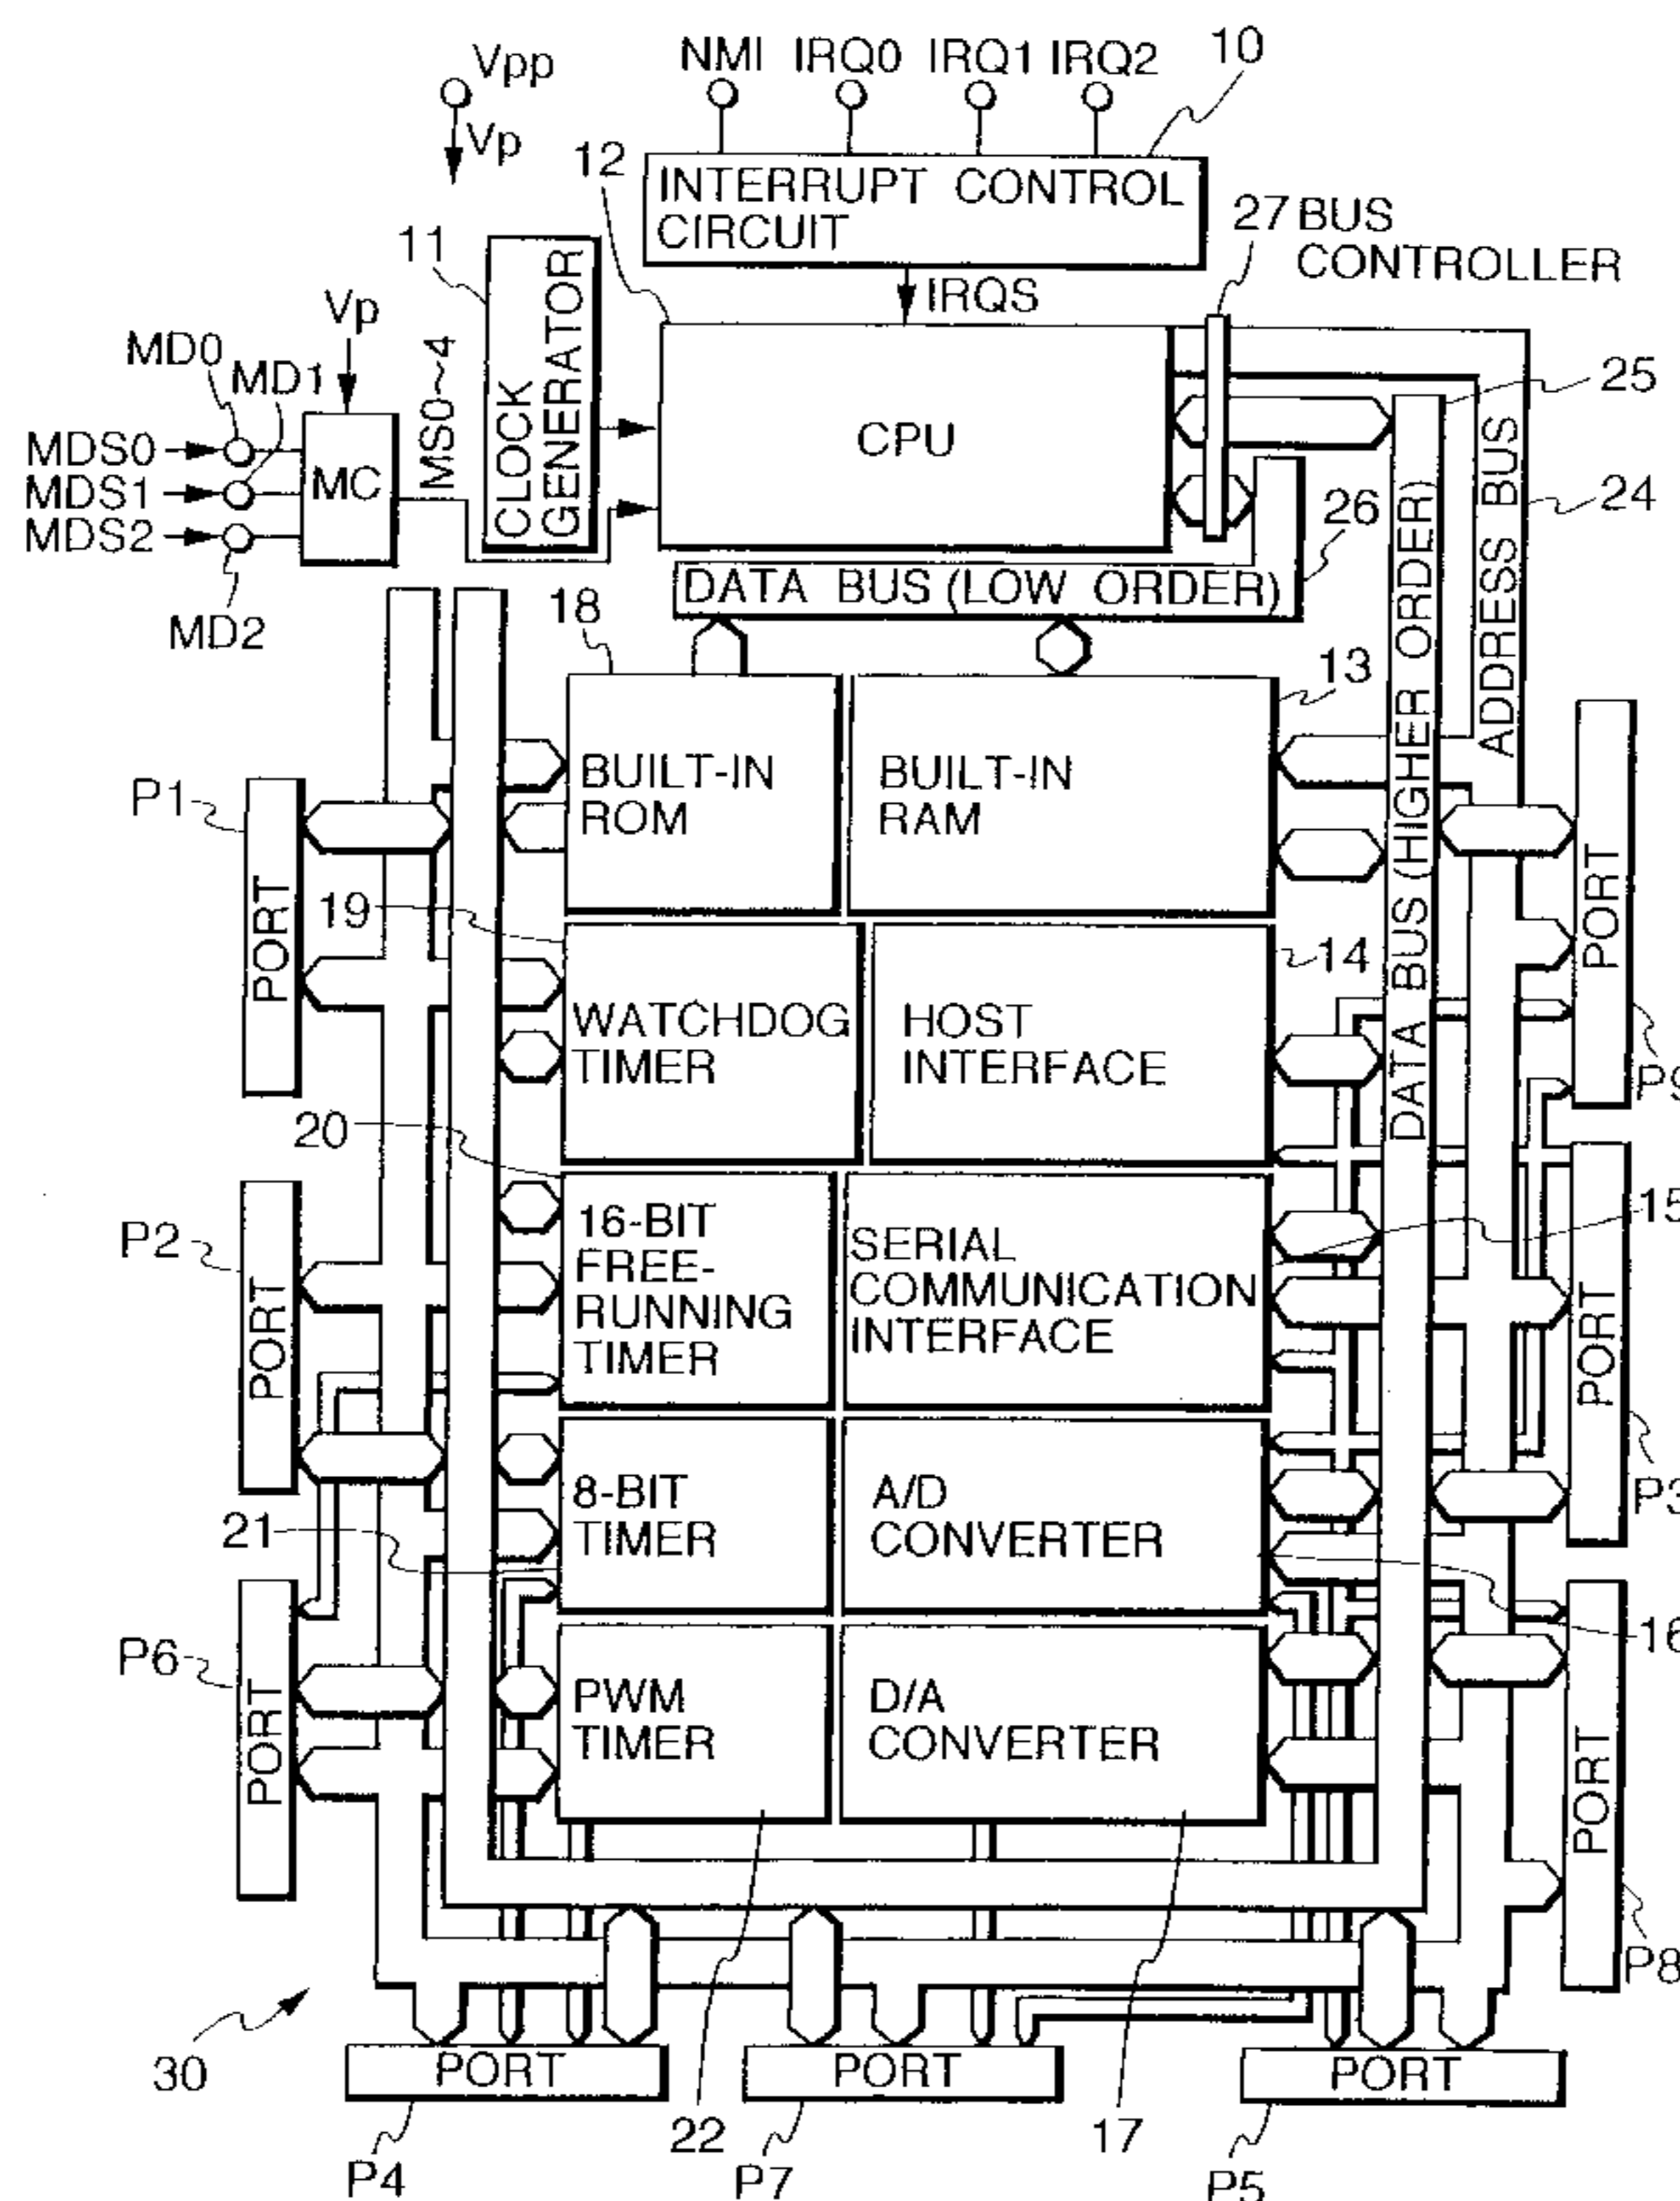 Vpp
Vp
NMI IRQ0 IRQ1 IRQ2
10
INTERRUPT CONTROL
CIRCUIT
12
27 BUS
CONTROLLER
11
CLOCK
GENERATOR
IRQS
Vp
MD0
MD1
MDS0
MDS1
MDS2
MD2
MC
MS0~4
CPU
25
24
26
DATA BUS (LOW ORDER)
DATA BUS (HIGHER ORDER)
ADDRESS BUS
18
13
BUILT-IN
ROM
BUILT-IN
RAM
P1
PORT
PORT
P9
19
14
WATCHDOG
TIMER
HOST
INTERFACE
20
15
16-BIT
FREE-
RUNNING
TIMER
SERIAL
COMMUNICATION
INTERFACE
P2
PORT
PORT
P3
21
8-BIT
TIMER
A/D
CONVERTER
16
P6
PORT
PWM
TIMER
D/A
CONVERTER
PORT
P8
30
PORT
PORT
PORT
P4
22
P7
17
P5